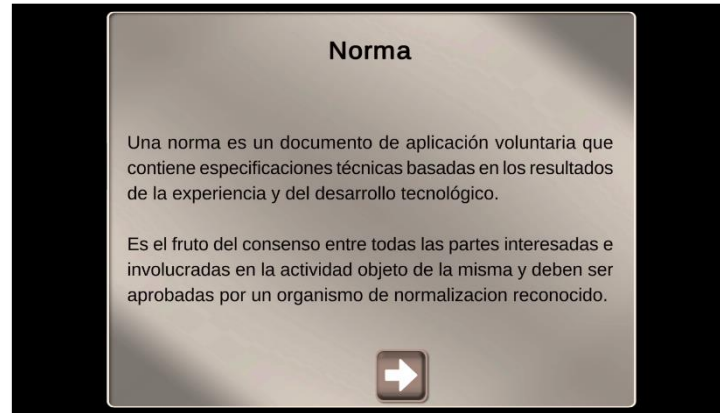 Norma
Una norma es un documento de aplicación voluntaria que
contiene especificaciones técnicas basadas en los resultados
de la experiencia y del desarrollo tecnológico.
Es el fruto del consenso entre todas las partes interesadas e
involucradas en la actividad objeto de la misma y deben ser
aprobadas por un organismo de normalizacion reconocido.